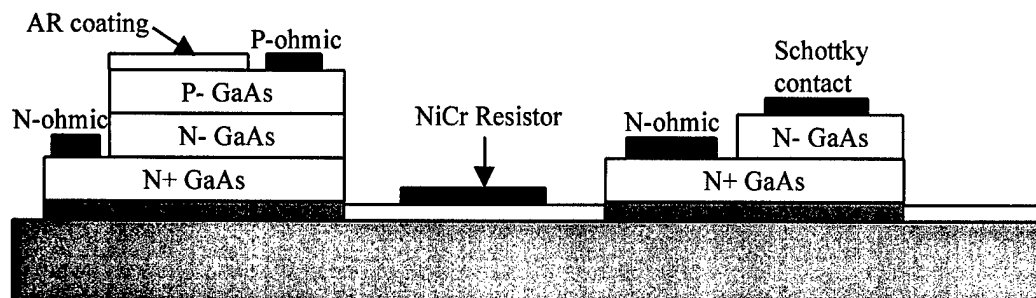 AR coating
P-ohmic
P- GaAs
N-ohmic
N- GaAs
N+ GaAs
NiCr Resistor
Schottky
contact
N-ohmic
N- GaAs
N+ GaAs